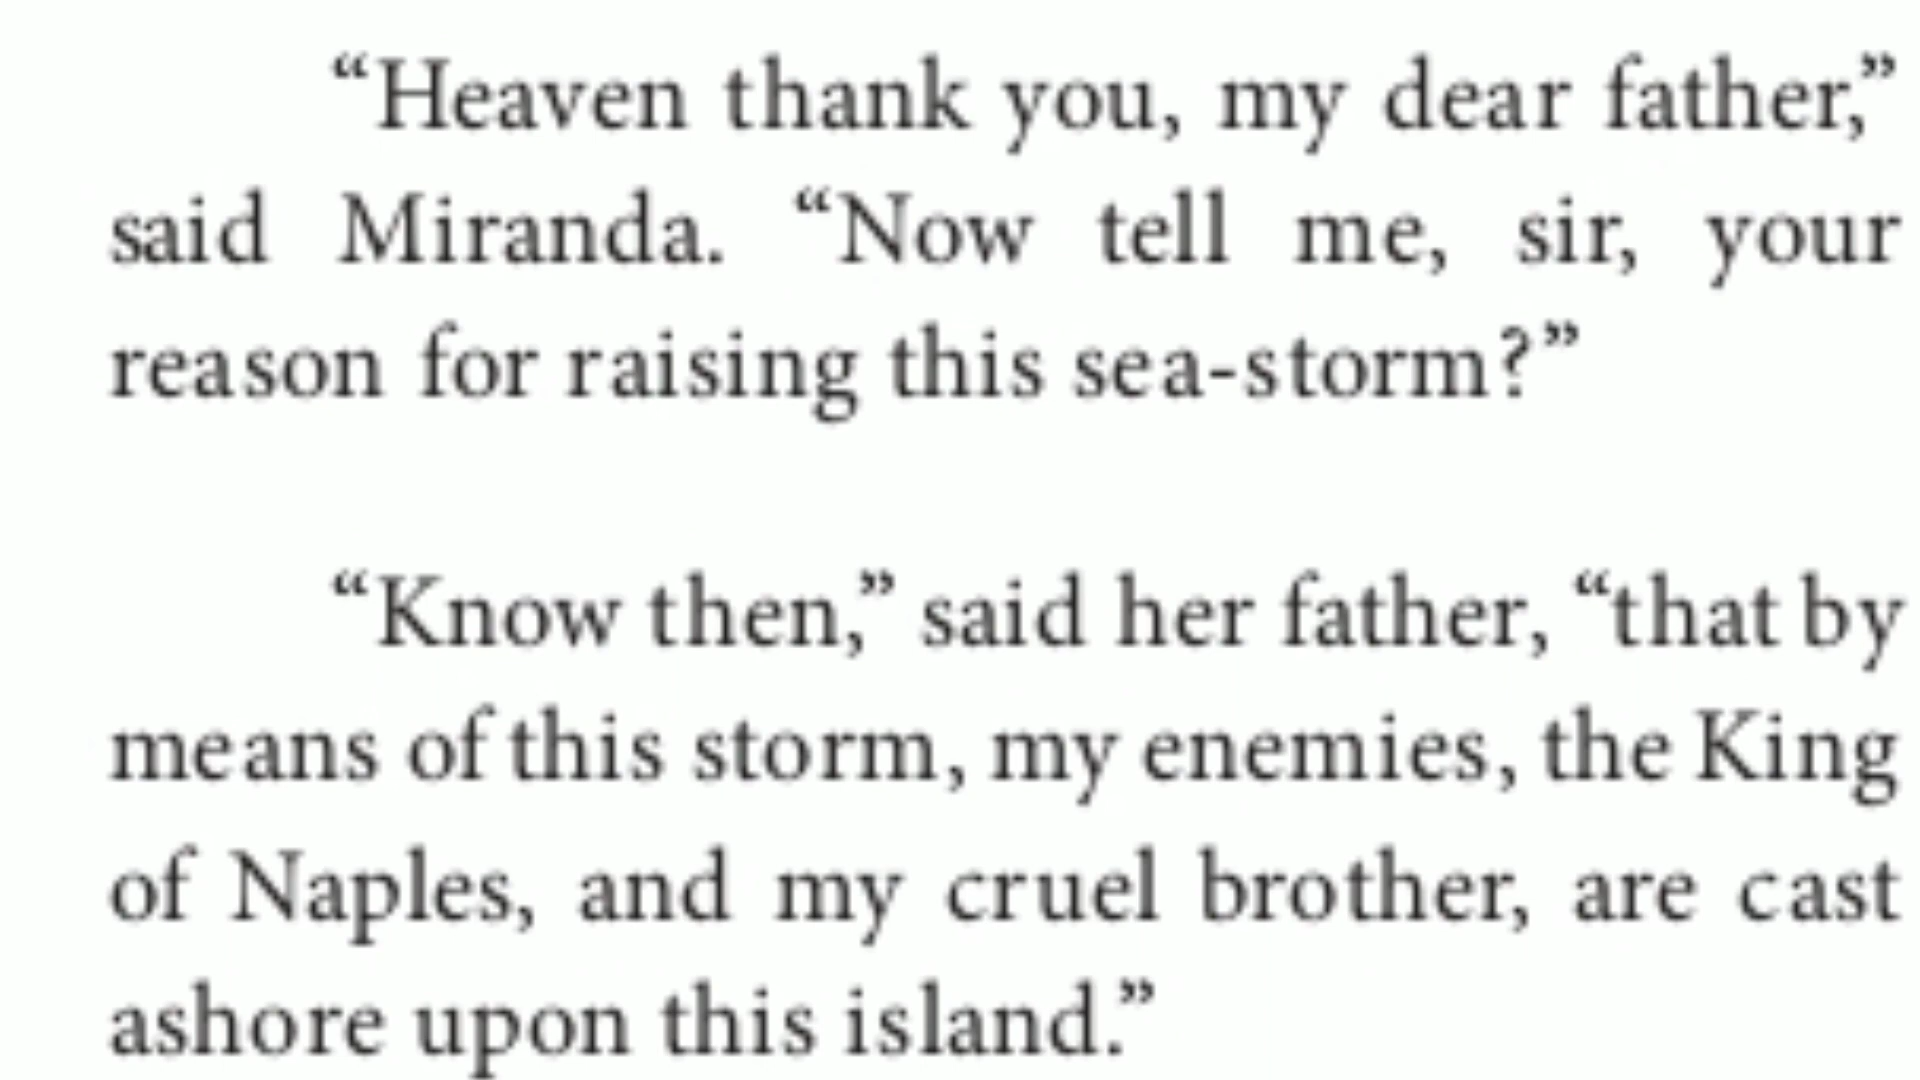 “Heaven thank you, my dear father,”
said Miranda. “Now tell me, sir, your
reason for raising this sea-storm?”
“Know then,” said her father, “that by
means of this storm, my enemies, the King
of Naples, and my cruel brother, are cast
ashore upon this island.”